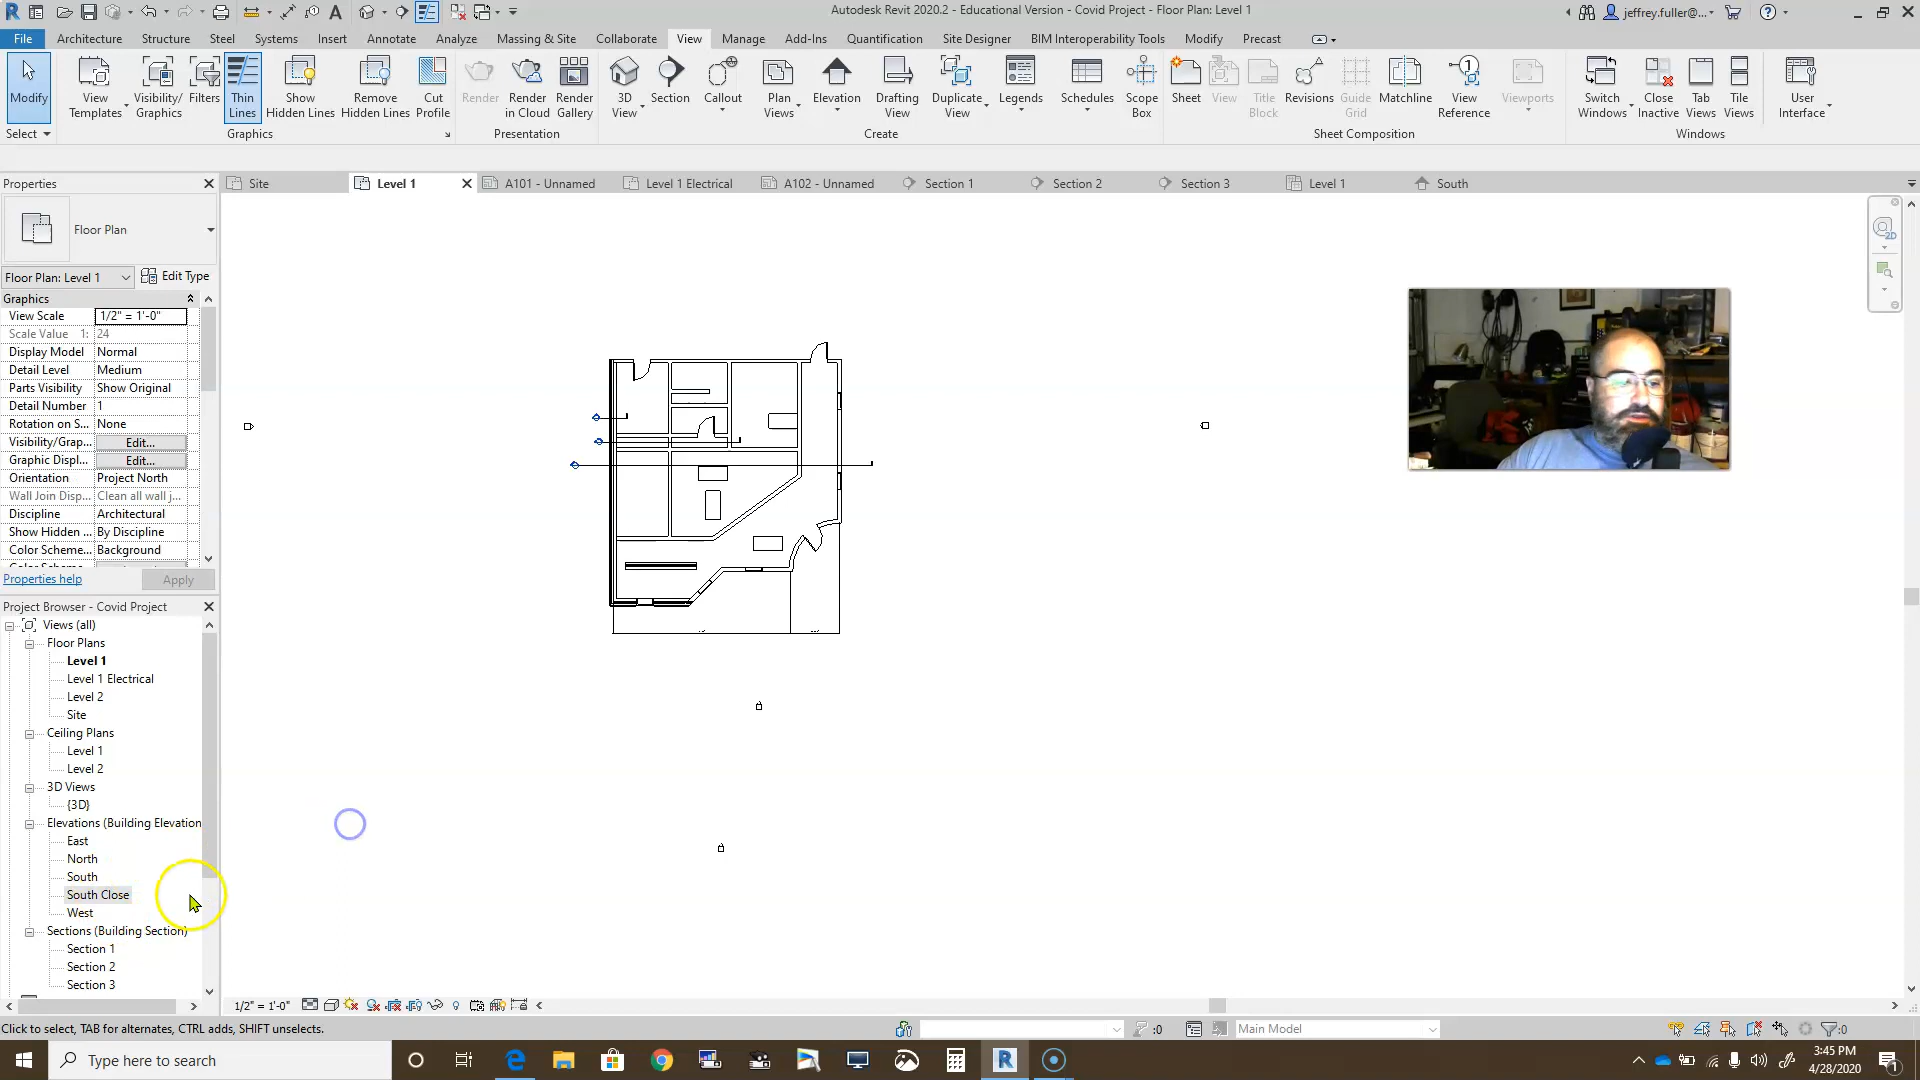 Autodesk Revit 2020.2 - Educational Version - Covid Project - Floor Plan: Level 1
jeffrey.fuller@...
File Architecture Structure Steel Systems Insert Annotate Analyze Massing & Site Collaborate View Manage Add-Ins Quantification Site Designer BIM Interoperability Tools Modify Precast
Modify View Templates Visibility/ Graphics Filters Thin Lines Show Hidden Lines Remove Hidden Lines Cut Profile Render Render in Cloud Render Gallery 3D View Section Callout Plan Views Elevation Drafting View Duplicate View Legends Schedules Scope Box Sheet View Title Block Revisions Guide Grid Matchline View Reference Viewports Switch Windows Close Inactive Tab Views Tile Views User Interface
Select Graphics Presentation Create Sheet Composition Windows
Properties
Site Level 1 A101 - Unnamed Level 1 Electrical A102 - Unnamed Section 1 Section 2 Section 3 Level 1 South
Floor Plan
Floor Plan: Level 1 Edit Type
Graphics
View Scale 1/2" = 1'-0"
Scale Value 1: 24
Display Model Normal
Detail Level Medium
Parts Visibility Show Original
Detail Number 1
Rotation on S... None
Visibility/Grap... Edit...
Graphic Displ... Edit...
Orientation Project North
Wall Join Disp... Clean all wall j...
Discipline Architectural
Show Hidden ... By Discipline
Color Scheme... Background
Properties help Apply
Project Browser - Covid Project
Views (all)
Floor Plans
Level 1
Level 1 Electrical
Level 2
Site
Ceiling Plans
Level 1
Level 2
3D Views
{3D}
Elevations (Building Elevation
East
North
South
South Close
West
Sections (Building Section)
Section 1
Section 2
Section 3
1/2" = 1'-0"
Click to select, TAB for alternates, CTRL adds, SHIFT unselects.
:0 Main Model :0
Type here to search
3:45 PM
4/28/2020